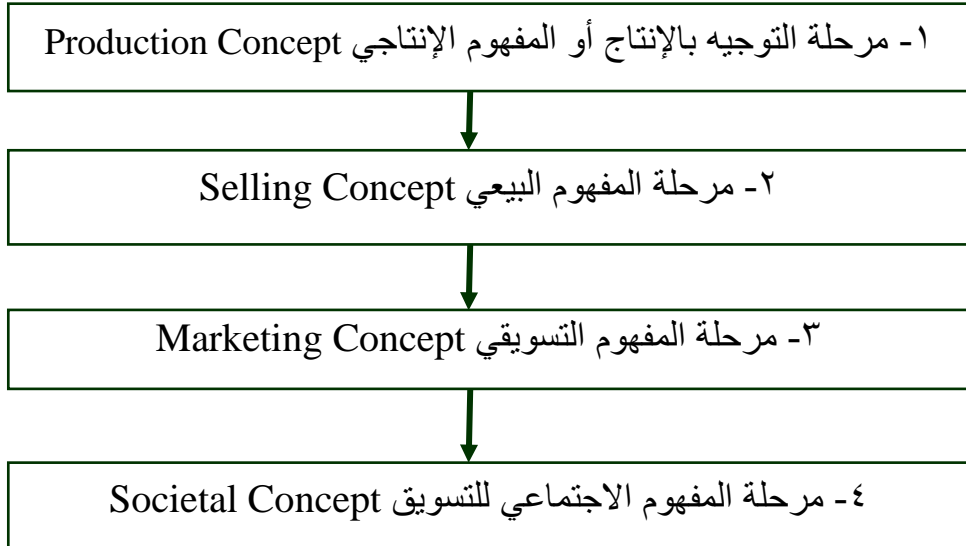 ١- مرحلة التوجيه بالإنتاج أو المفهوم الإنتاجي Production Concept
٢- مرحلة المفهوم البيعي Selling Concept
٣- مرحلة المفهوم التسويقي Marketing Concept
٤- مرحلة المفهوم الاجتماعي للتسويق Societal Concept